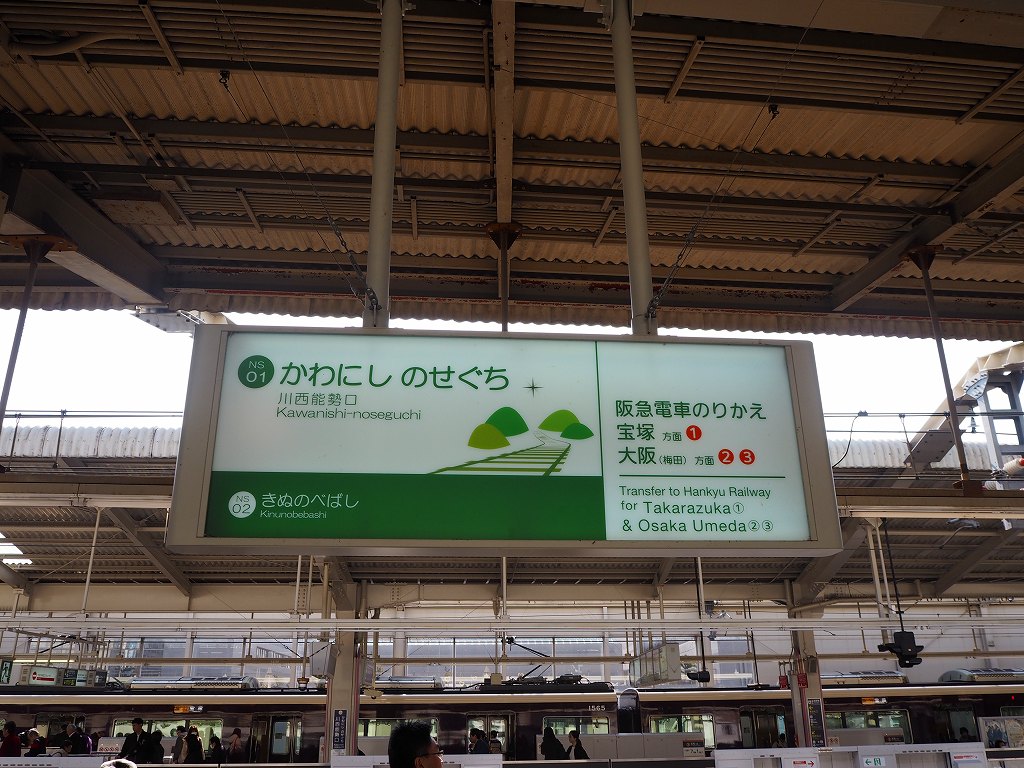 NS
01
かわにし のせぐち
川西能勢口
Kawanishi-noseguchi
NS
02
きぬのべばし
Kinunobebashi
阪急電車のりかえ
宝塚 方面 1
大阪(梅田) 方面 2 3
Transfer to Hankyu Railway
for Takarazuka①
& Osaka Umeda②③
1565